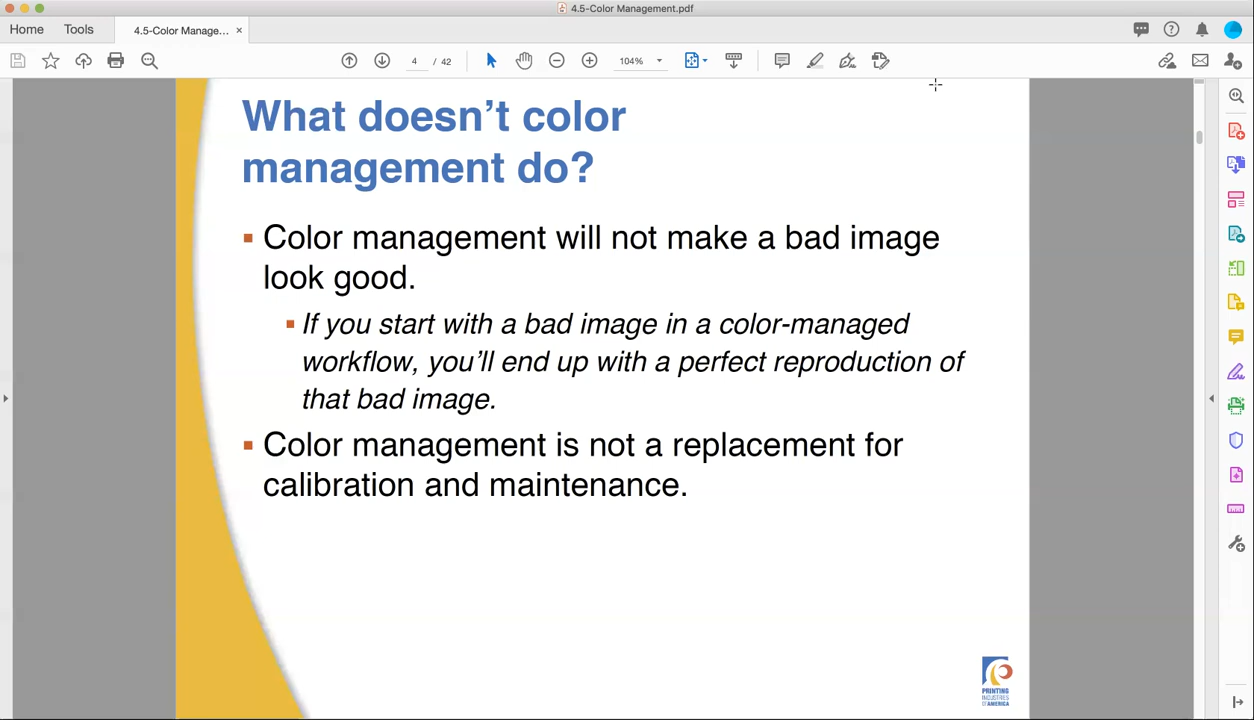 4.5-Color Management.pdf
Home
Tools
4.5-Color Manage...
4 / 42
104%
What doesn't color
management do?
Color management will not make a bad image
look good.
If you start with a bad image in a color-managed
workflow, you'll end up with a perfect reproduction of
that bad image.
Color management is not a replacement for
calibration and maintenance.
PRINTING
INDUSTRIES
OF AMERICA